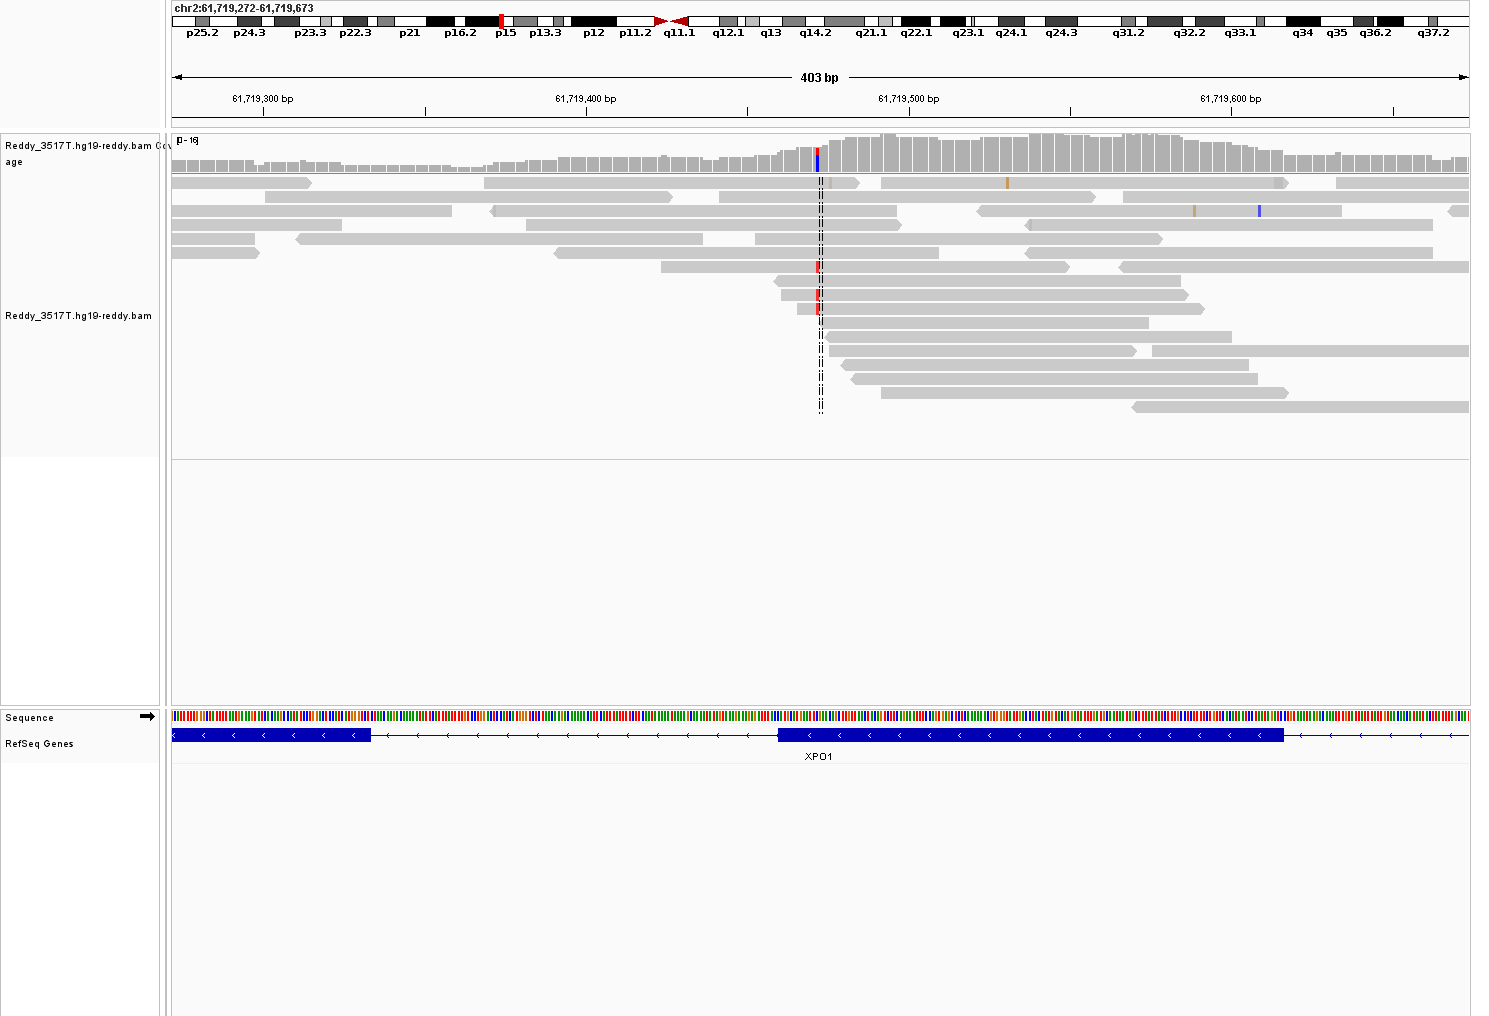 chr2:61,719,272-61,719,673
p25.2 p24.3 p23.3 p22.3 p21 p16.2 p15 p13.3 p12 p11.2 q11.1 q12.1 q13 q14.2 q21.1 q22.1 q23.1 q24.1 q24.3 q31.2 q32.2 q33.1 q34 q35 q36.2 q37.2
403 bp
61,719,300 bp 61,719,400 bp 61,719,500 bp 61,719,600 bp
[0 - 16]
Reddy_3517T.hg19-reddy.bam Cov
age
Reddy_3517T.hg19-reddy.bam
Sequence
RefSeq Genes
XPO1